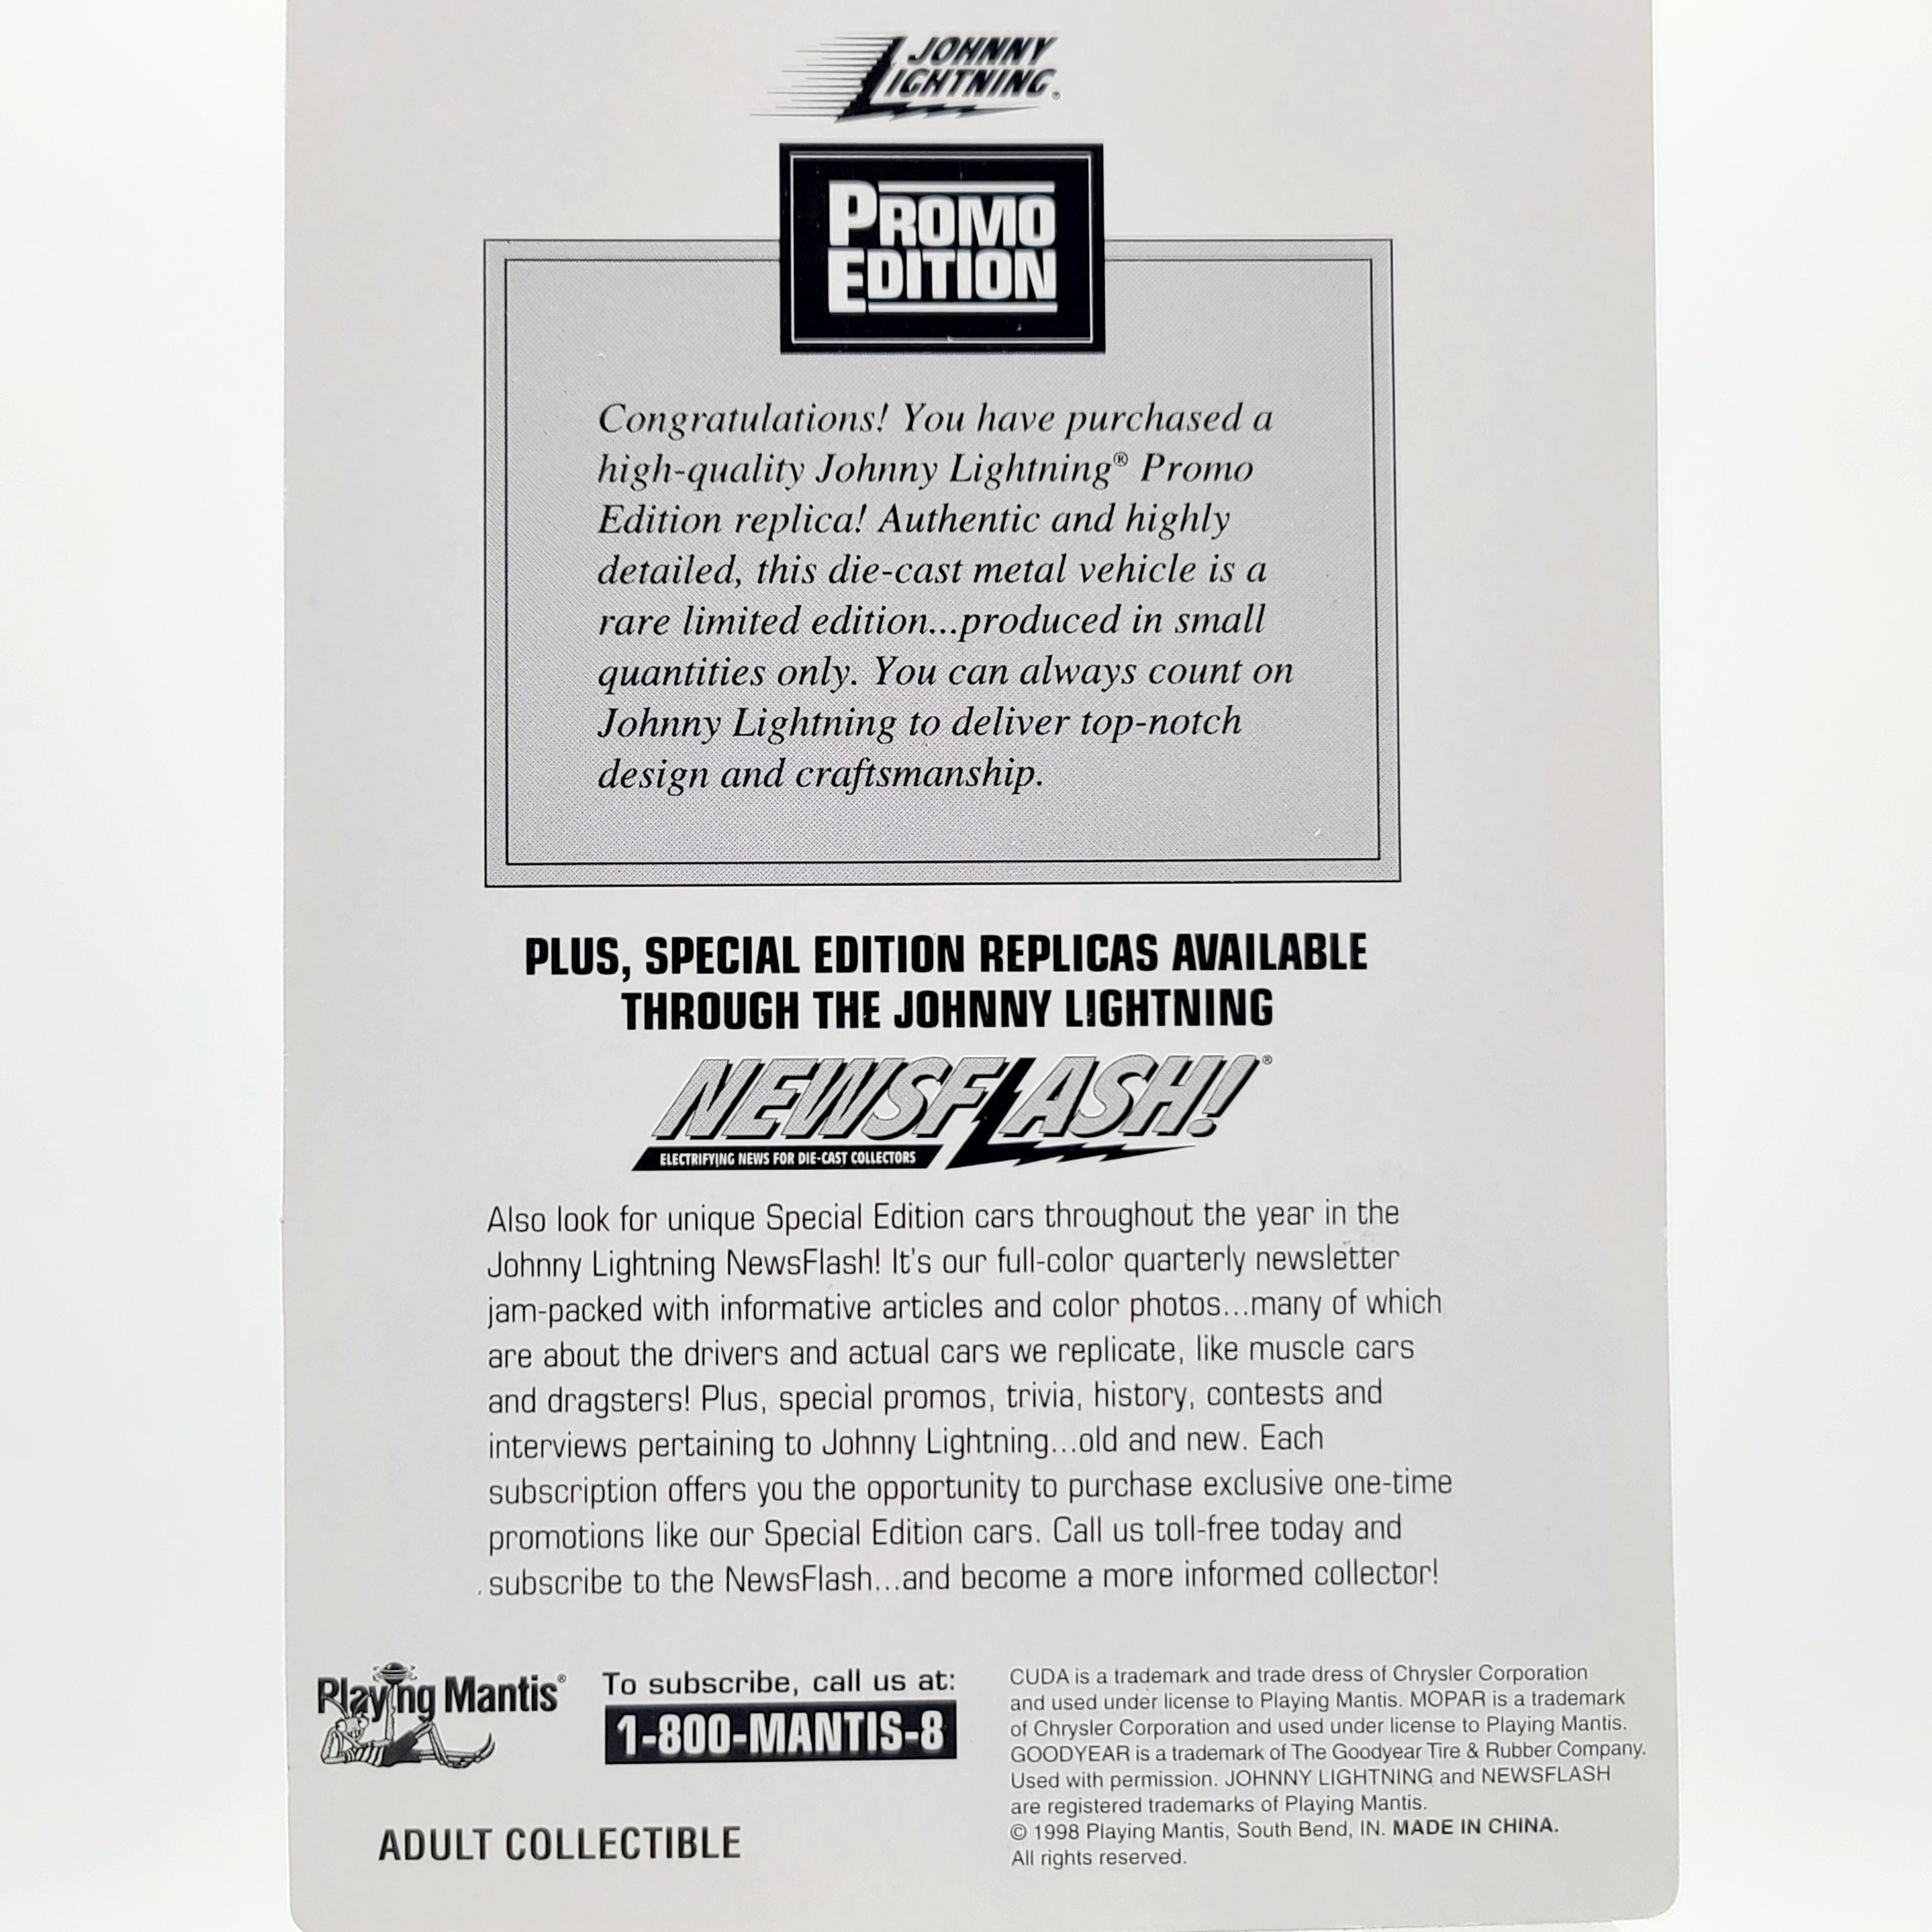 JOHNNY
LIGHTNING®
PROMO
EDITION
Congratulations! You have purchased a
high-quality Johnny Lightning® Promo
Edition replica! Authentic and highly
detailed, this die-cast metal vehicle is a
rare limited edition...produced in small
quantities only. You can always count on
Johnny Lightning to deliver top-notch
design and craftsmanship.
PLUS, SPECIAL EDITION REPLICAS AVAILABLE
THROUGH THE JOHNNY LIGHTNING
NEWSFLASH!®
ELECTRIFYING NEWS FOR DIE-CAST COLLECTORS
Also look for unique Special Edition cars throughout the year in the
Johnny Lightning NewsFlash! It's our full-color quarterly newsletter
jam-packed with informative articles and color photos...many of which
are about the drivers and actual cars we replicate, like muscle cars
and dragsters! Plus, special promos, trivia, history, contests and
interviews pertaining to Johnny Lightning...old and new. Each
subscription offers you the opportunity to purchase exclusive one-time
promotions like our Special Edition cars. Call us toll-free today and
subscribe to the NewsFlash...and become a more informed collector!
Playing Mantis®
To subscribe, call us at:
1-800-MANTIS-8
ADULT COLLECTIBLE
CUDA is a trademark and trade dress of Chrysler Corporation
and used under license to Playing Mantis. MOPAR is a trademark
of Chrysler Corporation and used under license to Playing Mantis.
GOODYEAR is a trademark of The Goodyear Tire & Rubber Company.
Used with permission. JOHNNY LIGHTNING and NEWSFLASH
are registered trademarks of Playing Mantis.
© 1998 Playing Mantis, South Bend, IN. MADE IN CHINA.
All rights reserved.